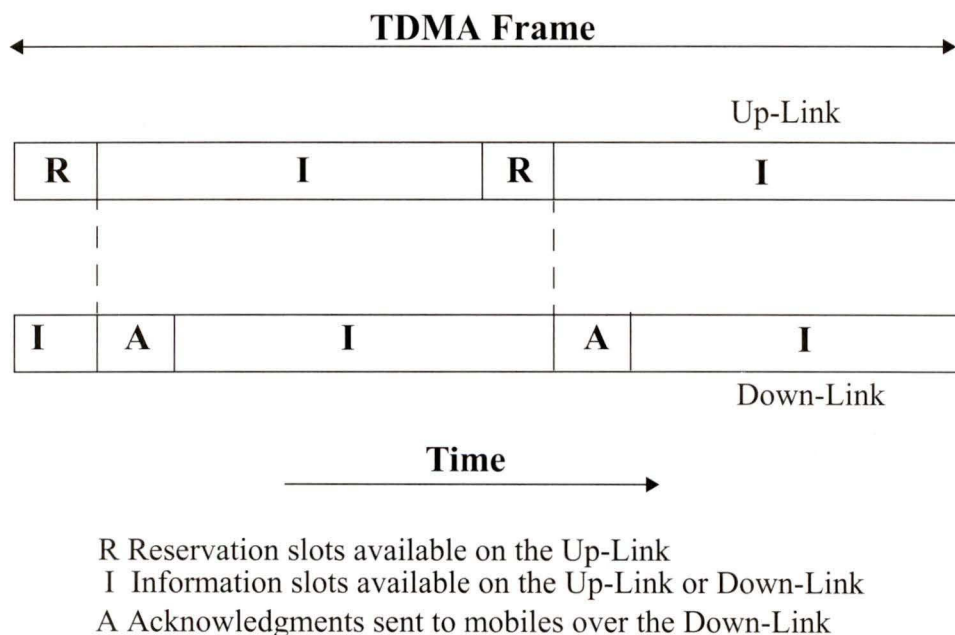 TDMA Frame
Up-Link
R I R I
I A I A I
Down-Link
Time
R Reservation slots available on the Up-Link
I Information slots available on the Up-Link or Down-Link
A Acknowledgments sent to mobiles over the Down-Link